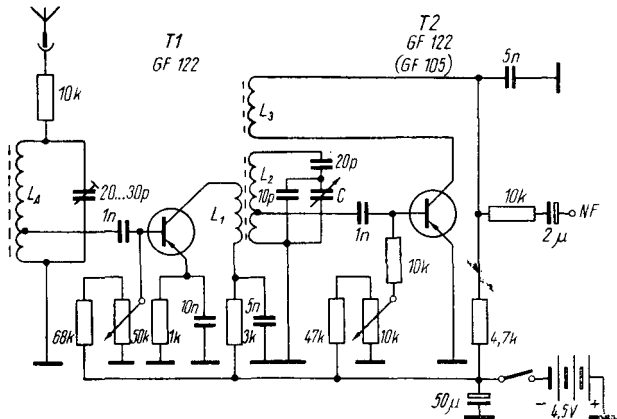 T1
GF 122
T2
GF 122
(GF 105)
5n
10k
L3
20p
L2
10p
C
LA
20...30p
1n
L1
1n
10k
NF
2µ
10k
68k
50k
1k
10n
3k
5n
47k
10k
4,7k
50µ
-
+
4,5V